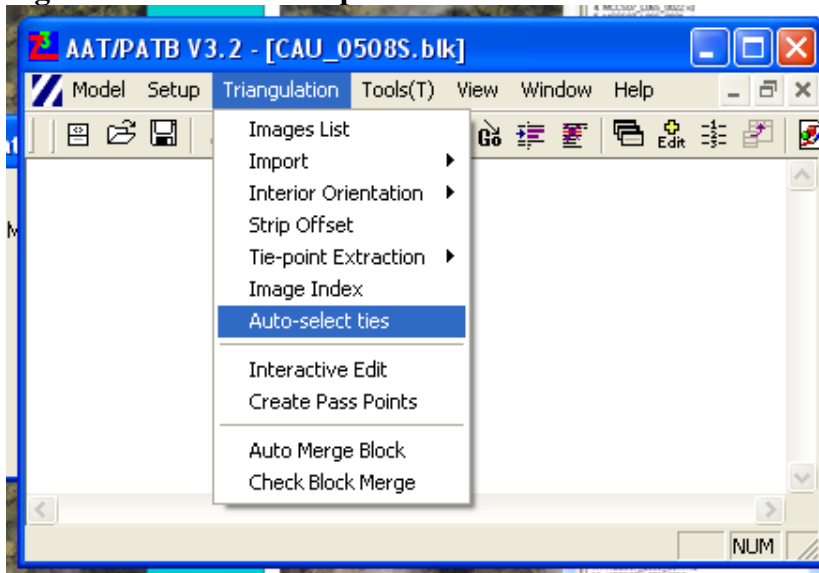 AAT/PATB V3.2 - [CAU_0508S.blk]
Model Setup Triangulation Tools(T) View Window Help
Images List
Import
Interior Orientation
Strip Offset
Tie-point Extraction
Image Index
Auto-select ties
Interactive Edit
Create Pass Points
Auto Merge Block
Check Block Merge
Edit
NUM